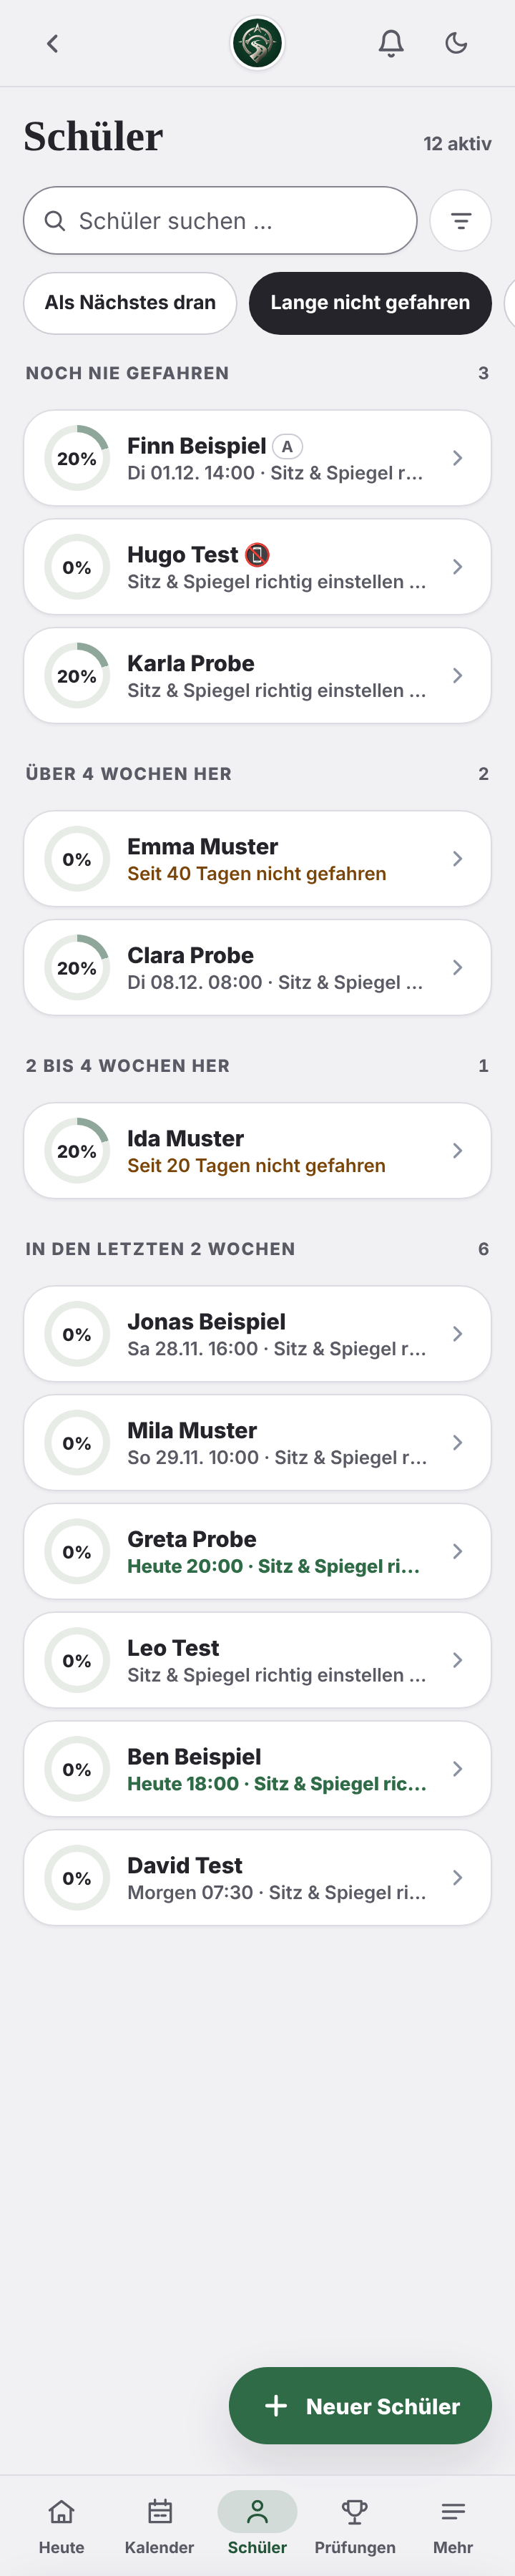 Schüler
12 aktiv
Schüler suchen ...
Als Nächstes dran
Lange nicht gefahren
NOCH NIE GEFAHREN
3
20%
Finn Beispiel A
Di 01.12. 14:00 · Sitz & Spiegel r...
0%
Hugo Test
Sitz & Spiegel richtig einstellen ...
20%
Karla Probe
Sitz & Spiegel richtig einstellen ...
ÜBER 4 WOCHEN HER
2
0%
Emma Muster
Seit 40 Tagen nicht gefahren
20%
Clara Probe
Di 08.12. 08:00 · Sitz & Spiegel ...
2 BIS 4 WOCHEN HER
1
20%
Ida Muster
Seit 20 Tagen nicht gefahren
IN DEN LETZTEN 2 WOCHEN
6
0%
Jonas Beispiel
Sa 28.11. 16:00 · Sitz & Spiegel r...
0%
Mila Muster
So 29.11. 10:00 · Sitz & Spiegel r...
0%
Greta Probe
Heute 20:00 · Sitz & Spiegel ri...
0%
Leo Test
Sitz & Spiegel richtig einstellen ...
0%
Ben Beispiel
Heute 18:00 · Sitz & Spiegel ric...
0%
David Test
Morgen 07:30 · Sitz & Spiegel ri...
Neuer Schüler
Heute
Kalender
Schüler
Prüfungen
Mehr